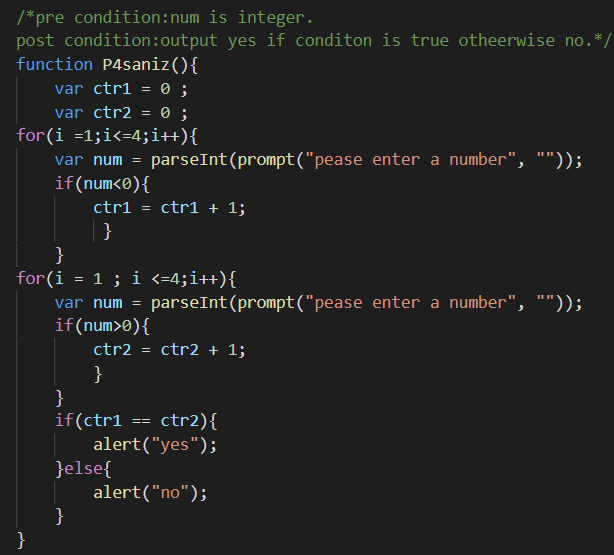 /*pre condition:num is integer.
post condition:output yes if conditon is true otheerwise no.*/
function P4saniz(){
    var ctr1 = 0 ;
    var ctr2 = 0 ;
for(i =1;i<=4;i++){
    var num = parseInt(prompt("pease enter a number", ""));
    if(num<0){
        ctr1 = ctr1 + 1;
         }
    }
for(i = 1 ; i <=4;i++){
    var num = parseInt(prompt("pease enter a number", ""));
    if(num>0){
        ctr2 = ctr2 + 1;
        }
    }
    if(ctr1 == ctr2){
        alert("yes");
    }else{
        alert("no");
    }
}